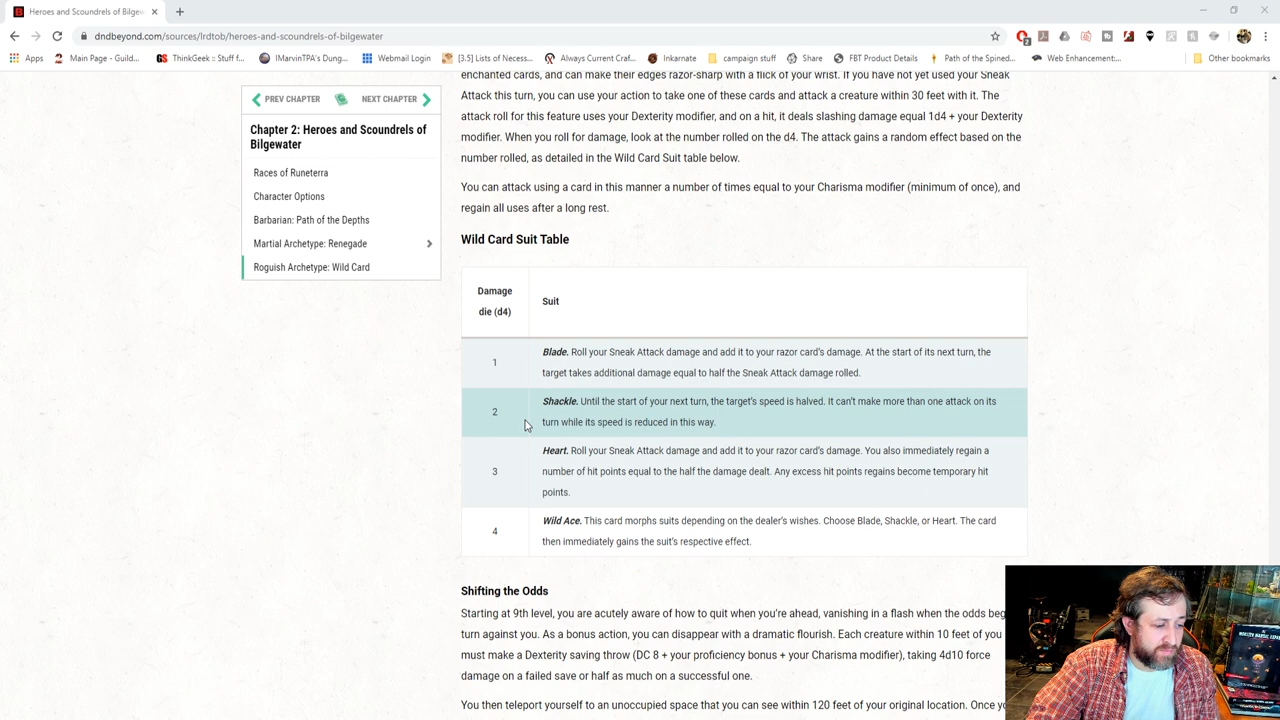 Heroes and Scoundrels of Bilgew
dndbeyond.com/sources/lrdtob/heroes-and-scoundrels-of-bilgewater
Apps
Main Page - Guild...
ThinkGeek :: Stuff f...
IMarvinTPA's Dung...
Webmail Login
[3.5] Lists of Necess...
Always Current Craf...
Inkarnate
campaign stuff
FBT Product Details
Path of the Spined...
Web Enhancement:...
Other bookmarks
PREV CHAPTER
NEXT CHAPTER
Chapter 2: Heroes and Scoundrels of
Bilgewater
Races of Runeterra
Character Options
Barbarian: Path of the Depths
Martial Archetype: Renegade
Roguish Archetype: Wild Card
enchanted cards, and can make their edges razor-sharp with a flick of your wrist. If you have not yet used your Sneak
Attack this turn, you can use your action to take one of these cards and attack a creature within 30 feet with it. The
attack roll for this feature uses your Dexterity modifier, and on a hit, it deals slashing damage equal 1d4 + your Dexterity
modifier. When you roll for damage, look at the number rolled on the d4. The attack gains a random effect based on the
number rolled, as detailed in the Wild Card Suit table below.
You can attack using a card in this manner a number of times equal to your Charisma modifier (minimum of once), and
regain all uses after a long rest.
Wild Card Suit Table
Damage
die (d4)
Suit
1
Blade. Roll your Sneak Attack damage and add it to your razor card's damage. At the start of its next turn, the
target takes additional damage equal to half the Sneak Attack damage rolled.
2
Shackle. Until the start of your next turn, the target's speed is halved. It can't make more than one attack on its
turn while its speed is reduced in this way.
3
Heart. Roll your Sneak Attack damage and add it to your razor card's damage. You also immediately regain a
number of hit points equal to the half the damage dealt. Any excess hit points regains become temporary hit
points.
4
Wild Ace. This card morphs suits depending on the dealer's wishes. Choose Blade, Shackle, or Heart. The card
then immediately gains the suit's respective effect.
Shifting the Odds
Starting at 9th level, you are acutely aware of how to quit when you're ahead, vanishing in a flash when the odds beg
turn against you. As a bonus action, you can disappear with a dramatic flourish. Each creature within 10 feet of you
must make a Dexterity saving throw (DC 8 + your proficiency bonus + your Charisma modifier), taking 4d10 force
damage on a failed save or half as much on a successful one.
You then teleport yourself to an unoccupied space that you can see within 120 feet of your original location. Once yo